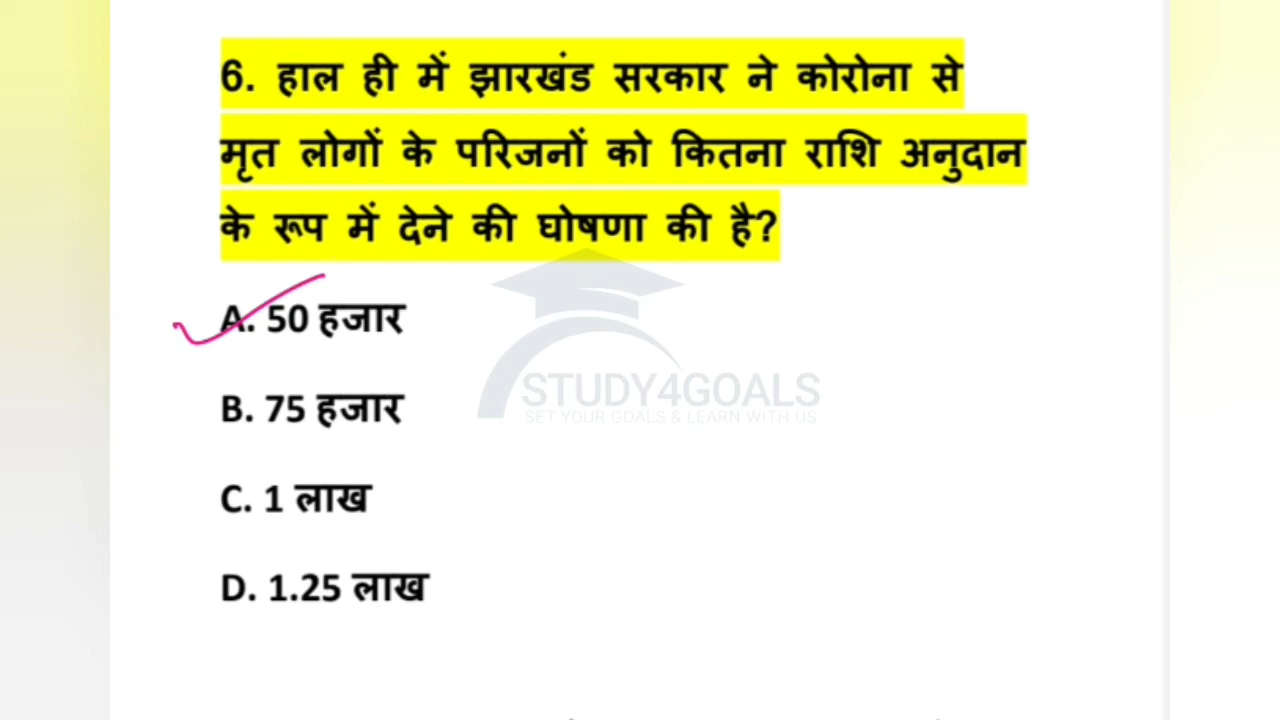 6. हाल ही में झारखंड सरकार ने कोरोना से
मृत लोगों के परिजनों को कितना राशि अनुदान
के रूप में देने की घोषणा की है?
A. 50 हजार
STUDY4GOALS
SET YOUR GOALS & LEARN WITH US
B. 75 हजार
C. 1 लाख
D. 1.25 लाख